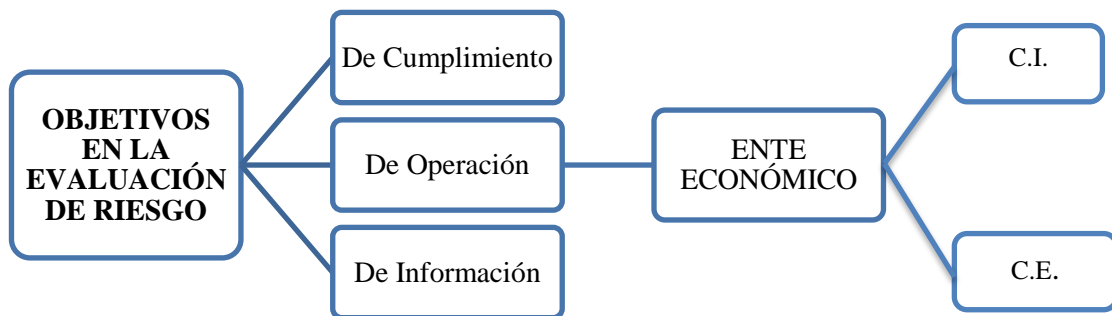 OBJETIVOS
EN LA
EVALUACIÓN
DE RIESGO
De Cumplimiento
De Operación
De Información
ENTE
ECONÓMICO
C.I.
C.E.